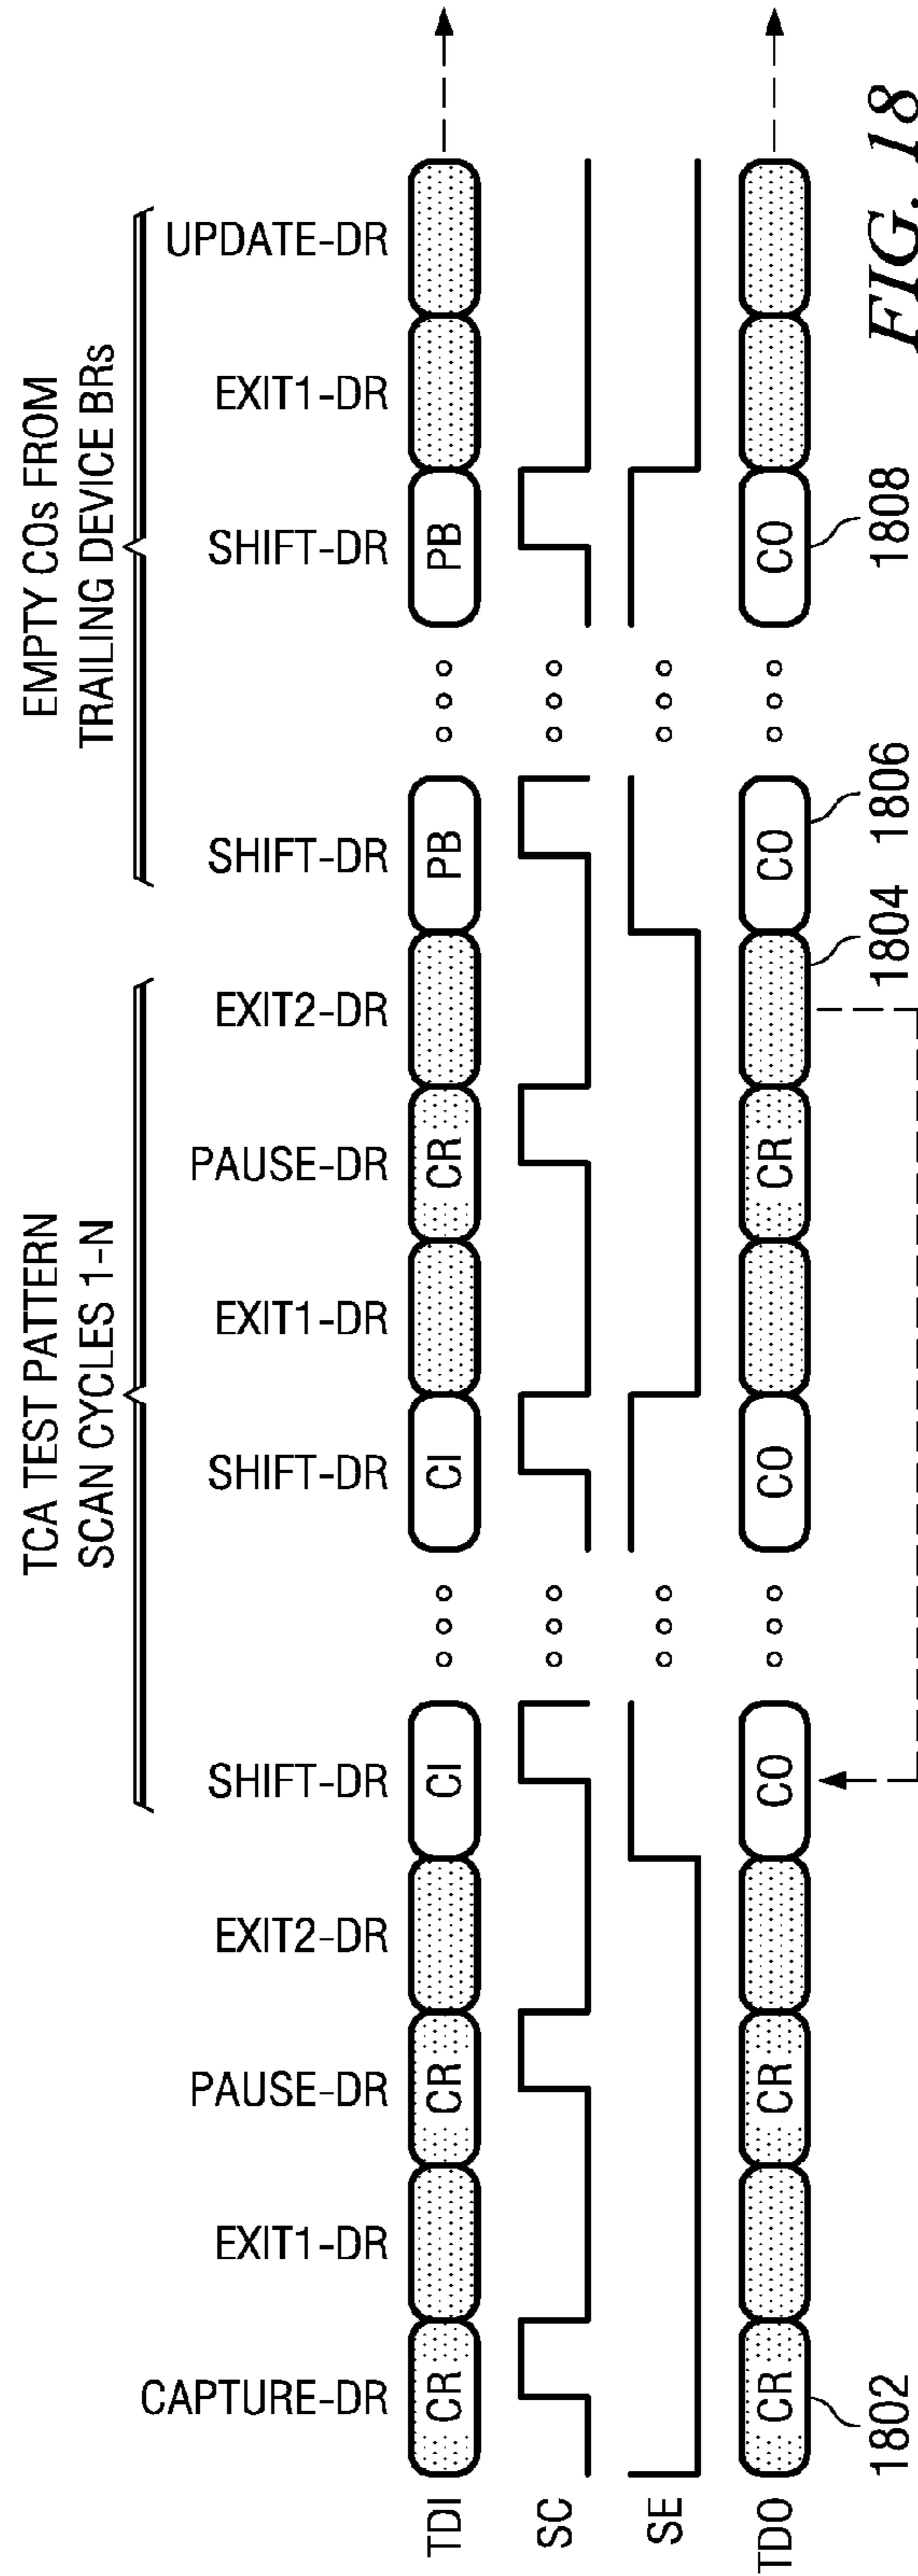 TCA TEST PATTERN
SCAN CYCLES 1-N
EMPTY COs FROM
TRAILING DEVICE BRs
CAPTURE-DR EXIT1-DR PAUSE-DR EXIT2-DR SHIFT-DR SHIFT-DR EXIT1-DR PAUSE-DR EXIT2-DR SHIFT-DR SHIFT-DR EXIT1-DR UPDATE-DR
TDI CR CR CI CI CR PB PB
SC
SE
TDO CR CR CO CO CR CO CO
1802 1804 1806 1808
FIG. 18